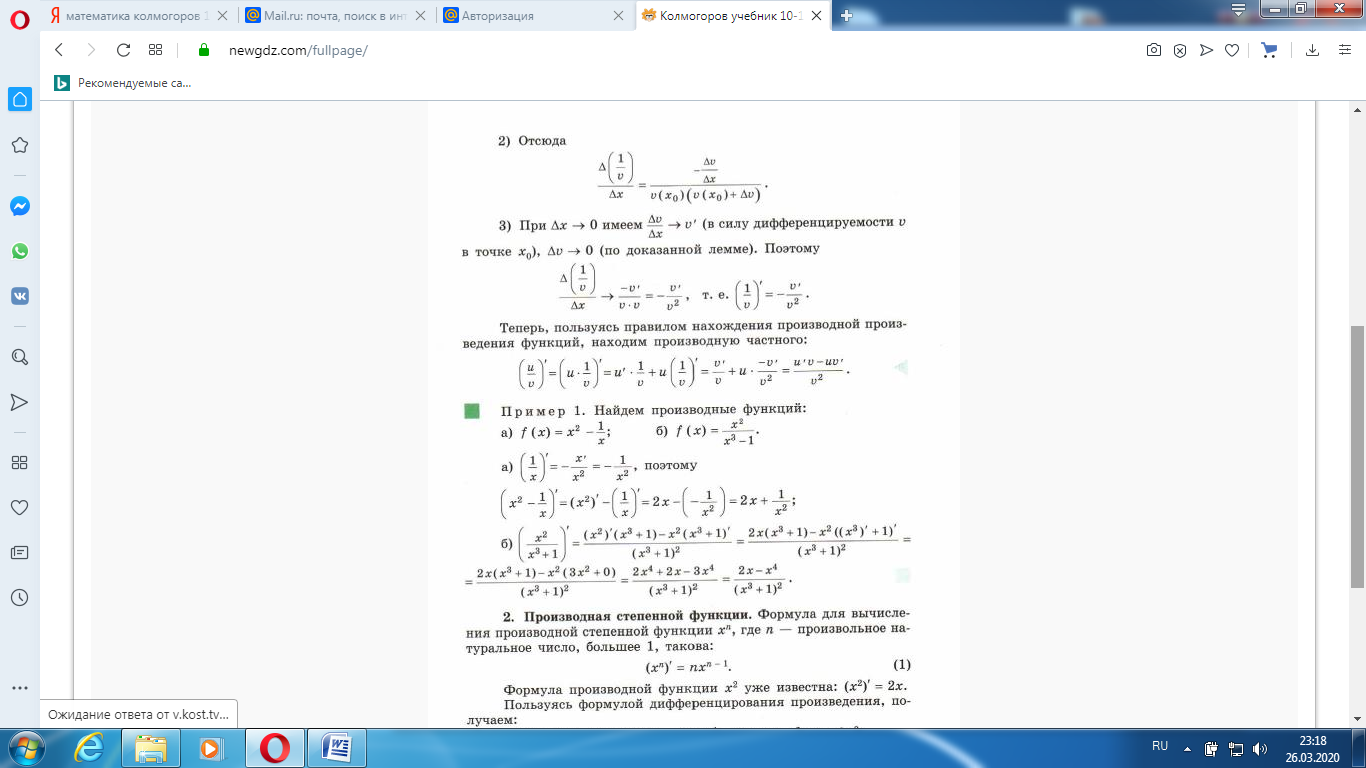 математика колмогоров 1
Mail.ru: почта, поиск в инт
Авторизация
Колмогоров учебник 10-1
newgdz.com/fullpage/
Рекомендуемые са...
2) Отсюда
Δ(1/v)/Δx = (-Δv/Δx)/(v(x₀)(v(x₀)+Δv)).
3) При Δx → 0 имеем Δv/Δx → v′ (в силу дифференцируемости v
в точке x₀), Δv → 0 (по доказанной лемме). Поэтому
Δ(1/v)/Δx → -v′/(v·v) = -v′/v², т. е. (1/v)′ = -v′/v².
Теперь, пользуясь правилом нахождения производной произ-
ведения функций, находим производную частного:
(u/v)′ = (u·1/v)′ = u′·1/v + u(1/v)′ = v′/v + u·(-v′/v²) = (u′v-uv′)/v².
Пример 1. Найдем производные функций:
а) f(x) = x² - 1/x; б) f(x) = x²/(x³-1).
а) (1/x)′ = -x′/x² = -1/x², поэтому
(x² - 1/x)′ = (x²)′ - (1/x)′ = 2x - (-1/x²) = 2x + 1/x²;
б) (x²/(x³+1))′ = ((x²)′(x³+1)-x²(x³+1)′)/(x³+1)² = (2x(x³+1)-x²((x³)′+1)′)/(x³+1)² =
= (2x(x³+1)-x²(3x²+0))/(x³+1)² = (2x⁴+2x-3x⁴)/(x³+1)² = (2x-x⁴)/(x³+1)².
2. Производная степенной функции. Формула для вычисле-
ния производной степенной функции xⁿ, где n — произвольное на-
туральное число, большее 1, такова:
(xⁿ)′ = nxⁿ⁻¹. (1)
Формула производной функции x² уже известна: (x²)′ = 2x.
Пользуясь формулой дифференцирования произведения, по-
лучаем:
Ожидание ответа от v.kost.tv...
RU
23:18
26.03.2020